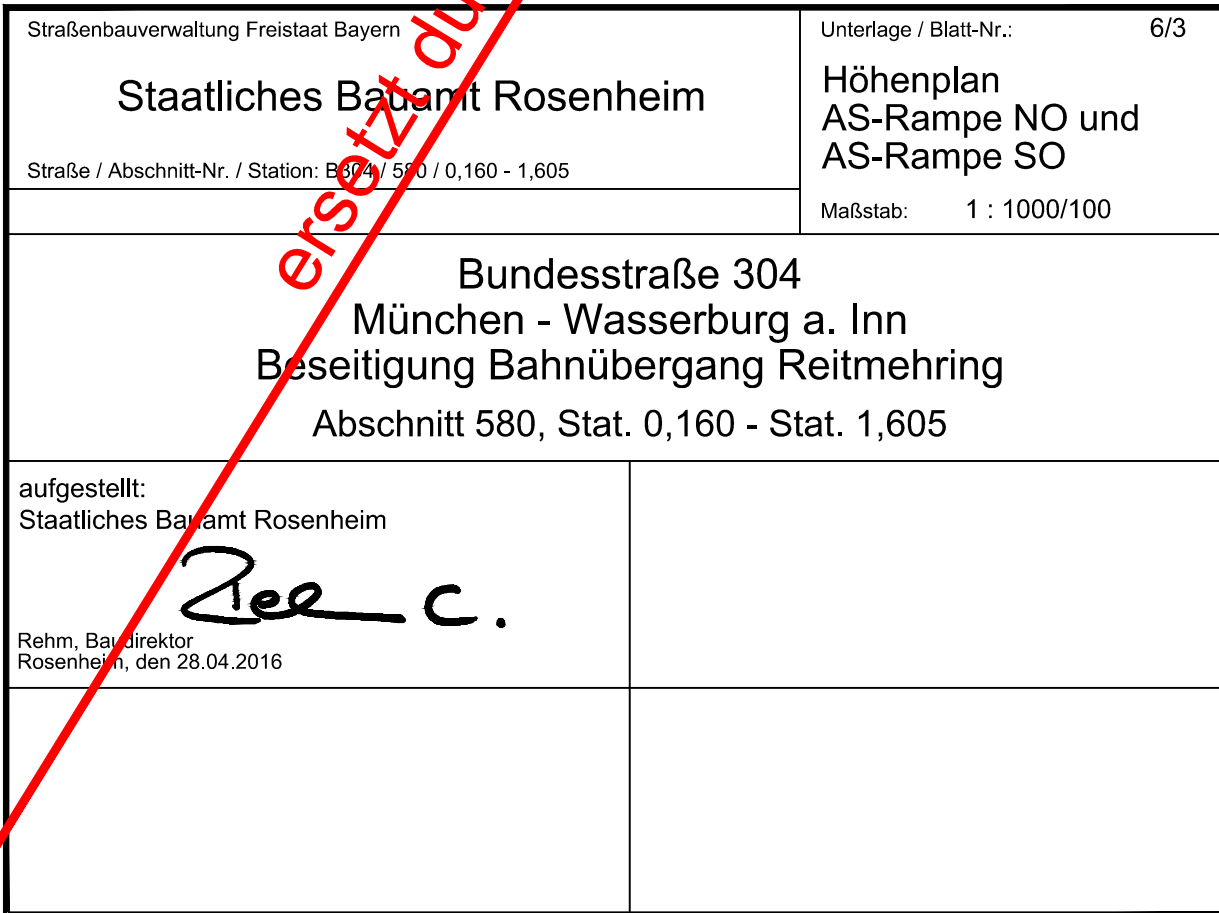 Straßenbauverwaltung Freistaat Bayern
Staatliches Bauamt Rosenheim
Straße / Abschnitt-Nr. / Station: B304 / 580 / 0,160 - 1,605
Unterlage / Blatt-Nr.: 6/3
Höhenplan
AS-Rampe NO und
AS-Rampe SO
Maßstab: 1 : 1000/100
ersetzt du
Bundesstraße 304
München - Wasserburg a. Inn
Beseitigung Bahnübergang Reitmehring
Abschnitt 580, Stat. 0,160 - Stat. 1,605
aufgestellt:
Staatliches Bauamt Rosenheim
Rehm, Baudirektor
Rosenheim, den 28.04.2016